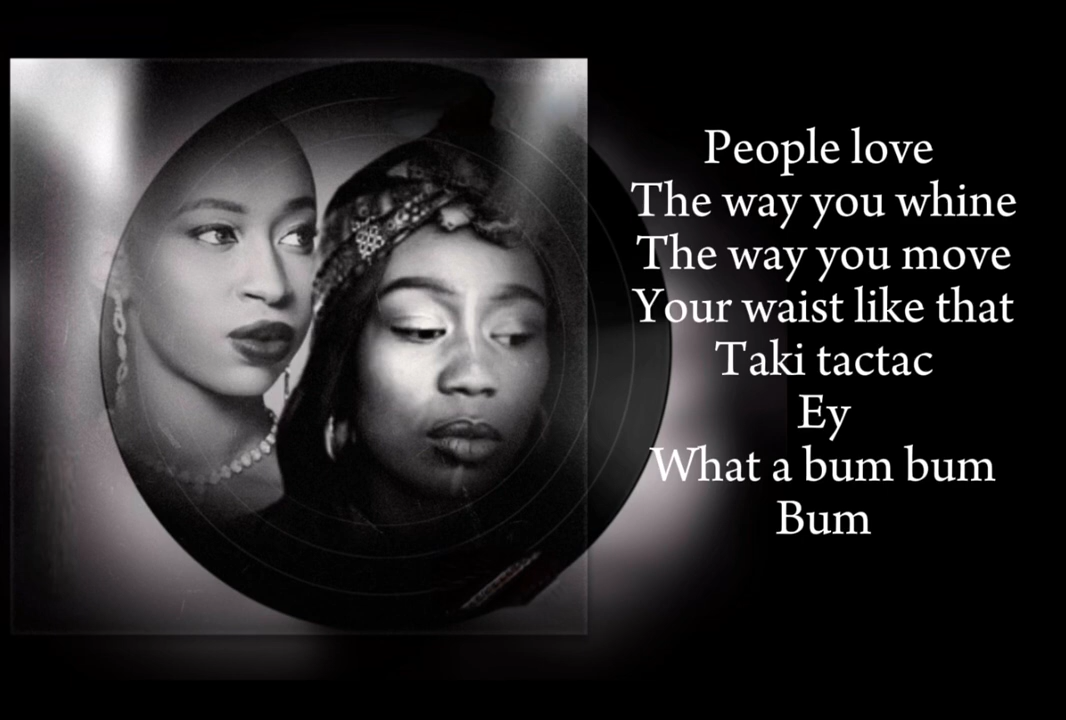 People love
The way you whine
The way you move
Your waist like that
Taki tactac
Ey
What a bum bum
Bum